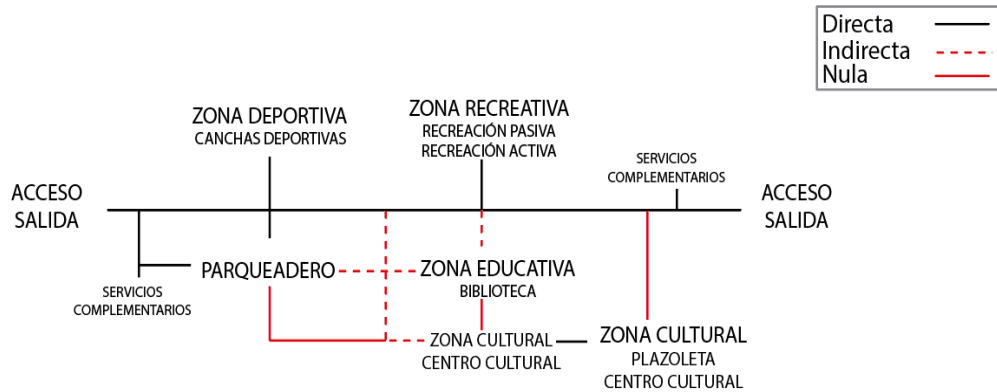 Directa
Indirecta
Nula
ZONA DEPORTIVA
CANCHAS DEPORTIVAS
ZONA RECREATIVA
RECREACIÓN PASIVA
RECREACIÓN ACTIVA
SERVICIOS
COMPLEMENTARIOS
ACCESO
SALIDA
ACCESO
SALIDA
PARQUEADERO
ZONA EDUCATIVA
BIBLIOTECA
SERVICIOS
COMPLEMENTARIOS
ZONA CULTURAL
CENTRO CULTURAL
ZONA CULTURAL
PLAZOLETA
CENTRO CULTURAL